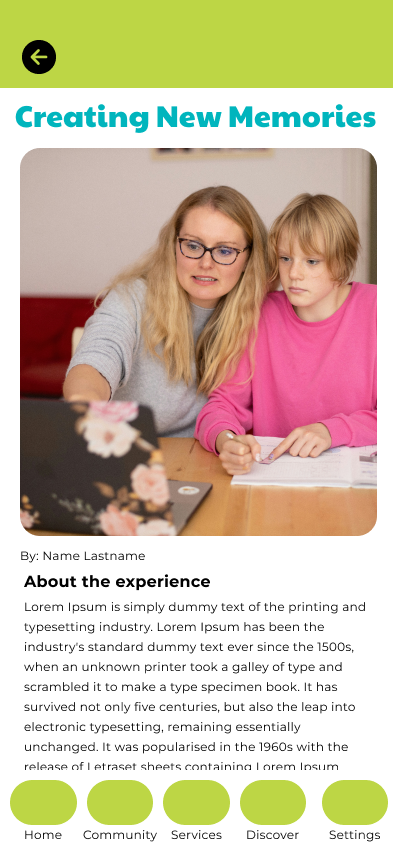 Creating New Memories
By: Name Lastname
About the experience
Lorem Ipsum is simply dummy text of the printing and
typesetting industry. Lorem Ipsum has been the
industry's standard dummy text ever since the 1500s,
when an unknown printer took a galley of type and
scrambled it to make a type specimen book. It has
survived not only five centuries, but also the leap into
electronic typesetting, remaining essentially
unchanged. It was popularised in the 1960s with the
release of Letraset sheets containing Lorem Ipsum
Home Community Services Discover Settings